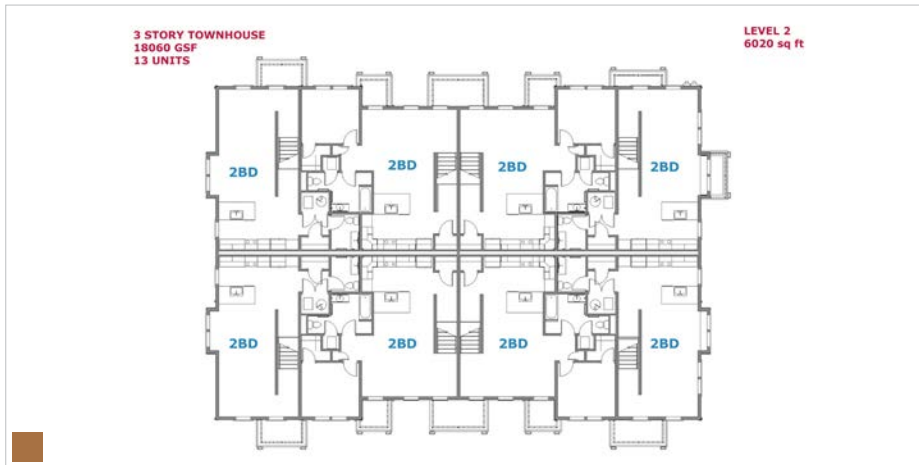 3 STORY TOWNHOUSE
18060 GSF
13 UNITS
LEVEL 2
6020 sq ft
2BD
2BD
2BD
2BD
2BD
2BD
2BD
2BD